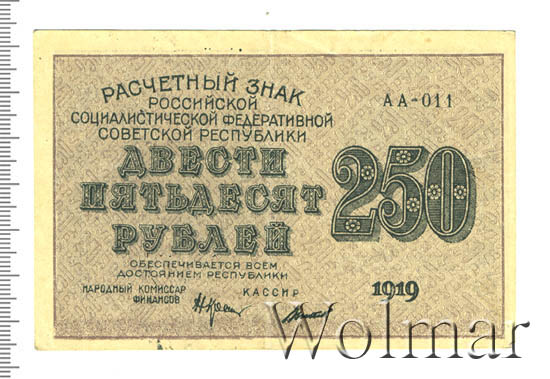 РАСЧЕТНЫЙ ЗНАК
РОССИЙСКОЙ
СОЦИАЛИСТИЧЕСКОЙ ФЕДЕРАТИВНОЙ
СОВЕТСКОЙ РЕСПУБЛИКИ
АА-011
ДВЕСТИ
ПЯТЬДЕСЯТ
РУБЛЕЙ
250
ОБЕСПЕЧИВАЕТСЯ ВСЕМ
ДОСТОЯНИЕМ РЕСПУБЛИКИ
НАРОДНЫЙ КОМИССАР
ФИНАНСОВ
КАССИР
1919
Wolmar